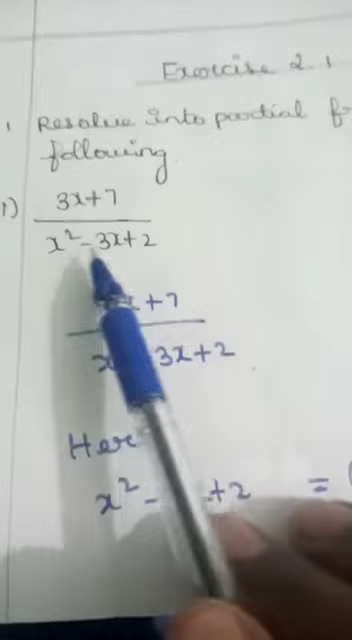 Exercise 2.1
1 Resolve into partial
following
1) 3x+7
x²-3x+2
x+7
x 3x+2
Here
x² - +2 = (